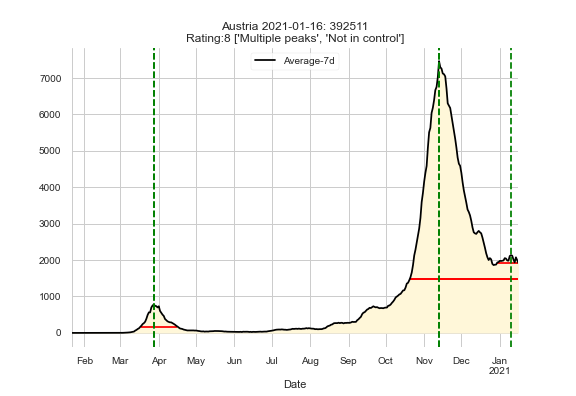 Austria 2021-01-16: 392511
Rating:8 ['Multiple peaks', 'Not in control']
Average-7d
7000
6000
5000
4000
3000
2000
1000
0
Feb Mar Apr May Jun Jul Aug Sep Oct Nov Dec Jan
2021
Date